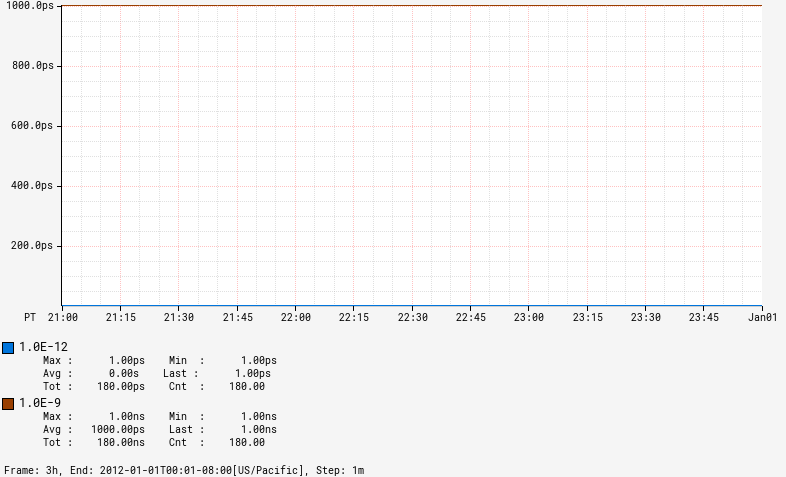 1000.0ps
800.0ps
600.0ps
400.0ps
200.0ps
PT 21:00 21:15 21:30 21:45 22:00 22:15 22:30 22:45 23:00 23:15 23:30 23:45 Jan01
1.0E-12
Max : 1.00ps Min : 1.00ps
Avg : 0.00s Last : 1.00ps
Tot : 180.00ps Cnt : 180.00
1.0E-9
Max : 1.00ns Min : 1.00ns
Avg : 1000.00ps Last : 1.00ns
Tot : 180.00ns Cnt : 180.00
Frame: 3h, End: 2012-01-01T00:01-08:00[US/Pacific], Step: 1m